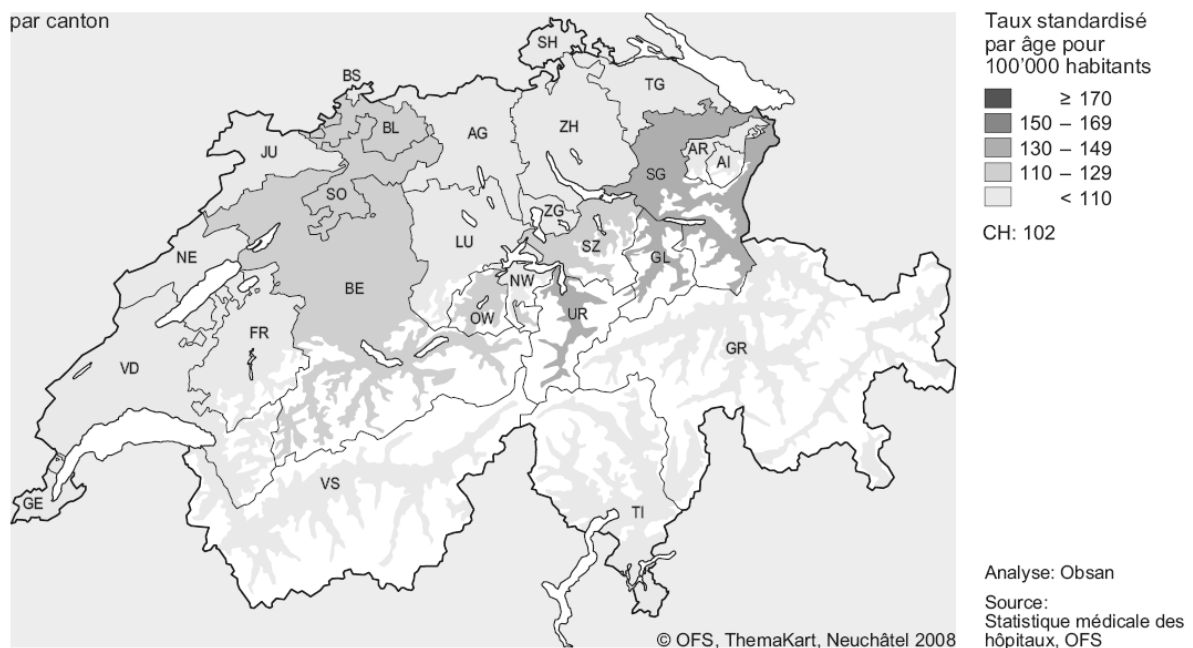 par canton
SH
BS
TG
BL
AG
ZH
JU
AR
AI
SG
SO
ZG
LU
SZ
NE
GL
NW
BE
OW
UR
FR
GR
VD
VS
GE
TI
© OFS, ThemaKart, Neuchâtel 2008
Taux standardisé
par âge pour
100'000 habitants
≥ 170
150 – 169
130 – 149
110 – 129
< 110
CH: 102
Analyse: Obsan
Source:
Statistique médicale des
hôpitaux, OFS